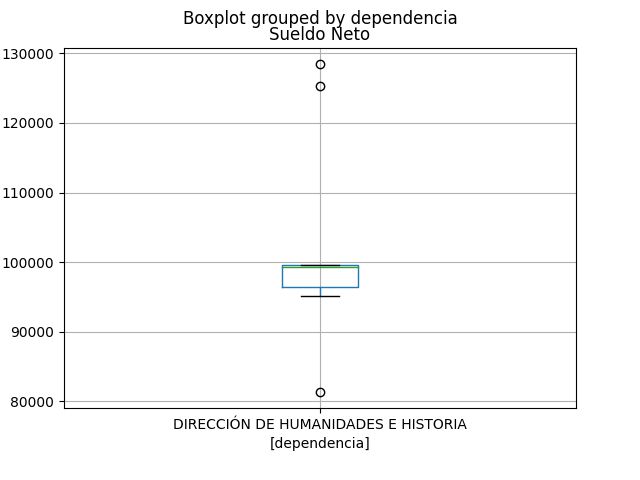 Boxplot grouped by dependencia
Sueldo Neto
130000
120000
110000
100000
90000
80000
DIRECCIÓN DE HUMANIDADES E HISTORIA
[dependencia]